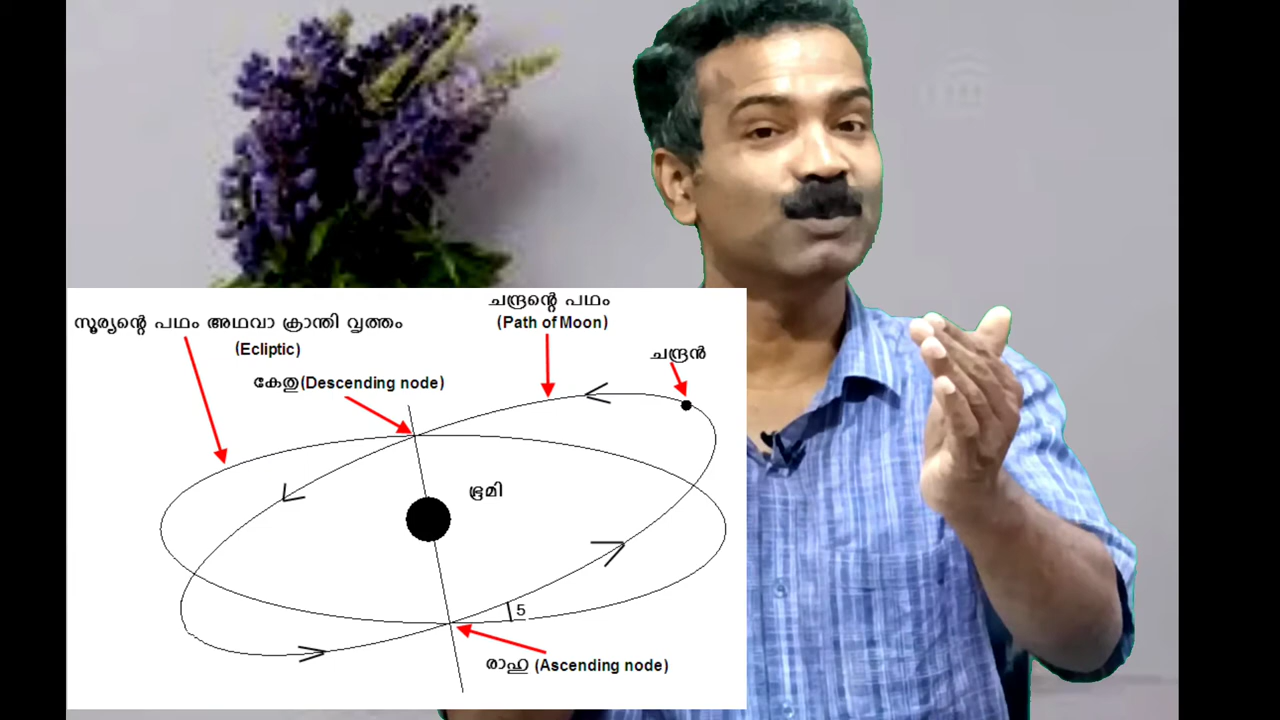 ചന്ദ്രന്റെ പഥം
(Path of Moon)
സൂര്യന്റെ പഥം അഥവാ ക്രാന്തി വൃത്തം
(Ecliptic)
ചന്ദ്രൻ
കേതു(Descending node)
ഭൂമി
5
രാഹു (Ascending node)